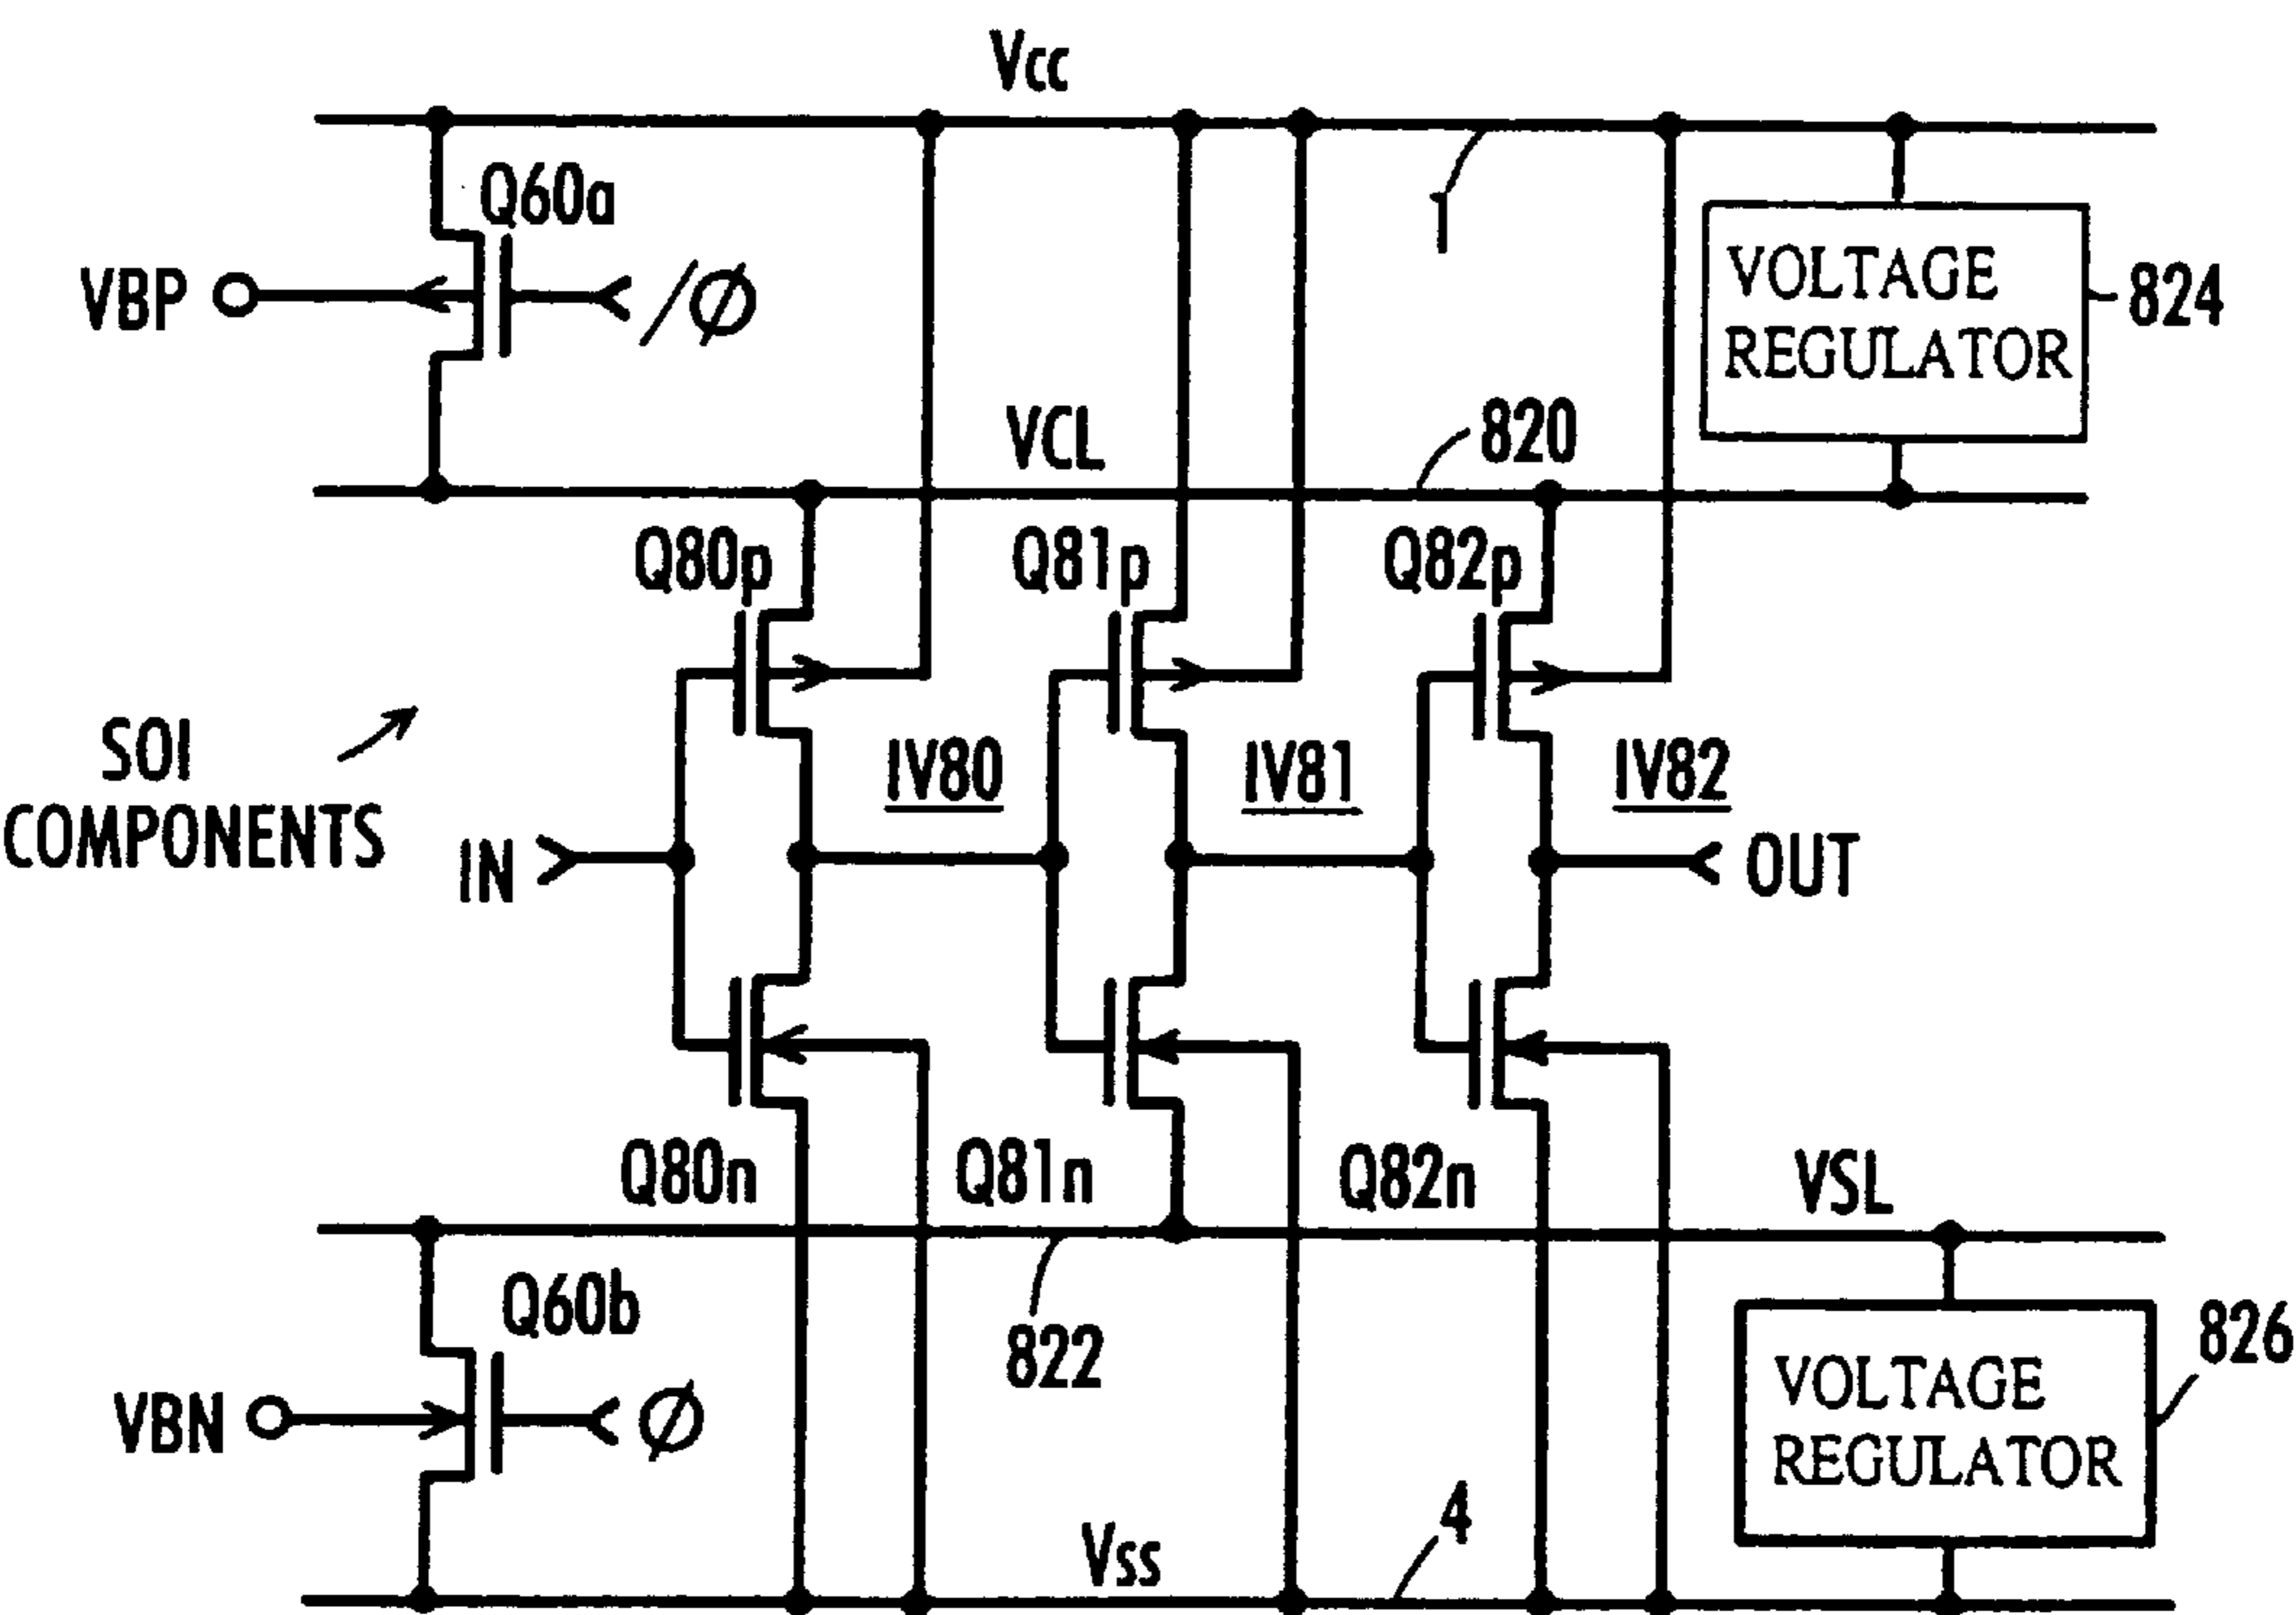 Vcc
Q60a
1
VBP
/Ø
VOLTAGE
REGULATOR
824
VCL
820
Q80p
Q81p
Q82p
SOI
COMPONENTS
IV80
IV81
IV82
IN
OUT
Q80n
Q81n
Q82n
VSL
Q60b
822
826
VOLTAGE
REGULATOR
VBN
Ø
4
Vss